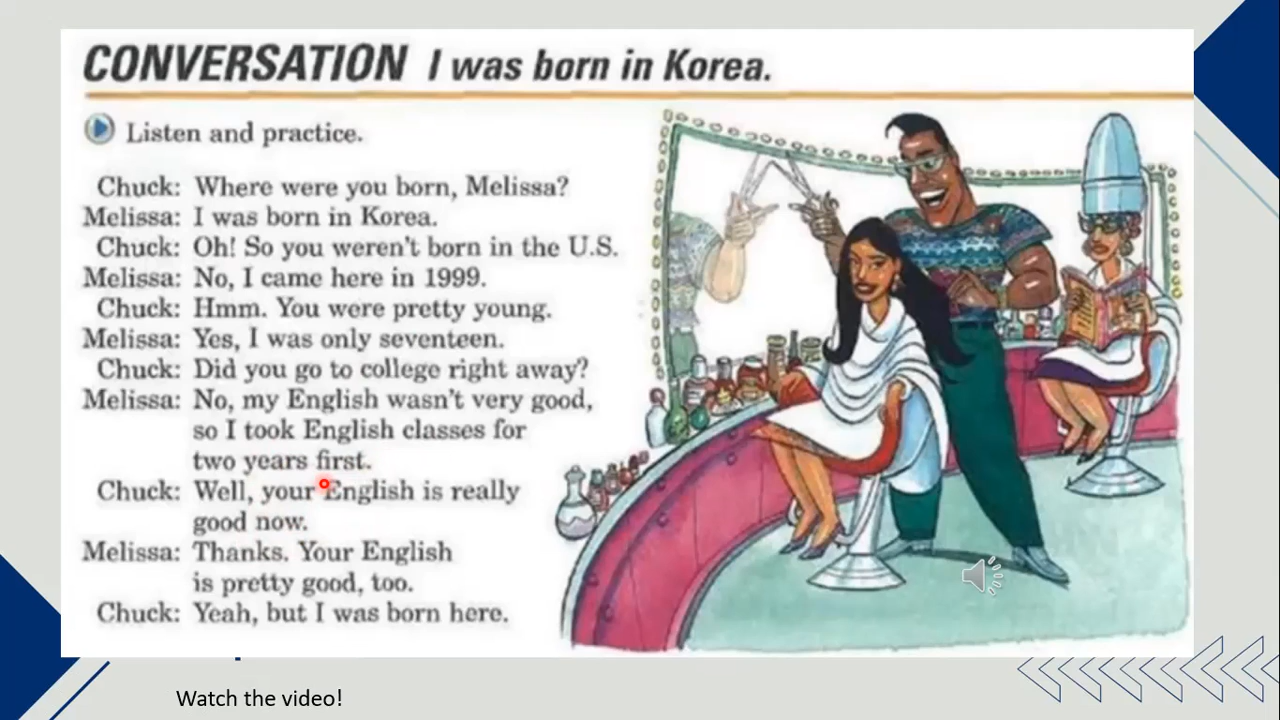 CONVERSATION I was born in Korea.
Listen and practice.
Chuck: Where were you born, Melissa?
Melissa: I was born in Korea.
Chuck: Oh! So you weren't born in the U.S.
Melissa: No, I came here in 1999.
Chuck: Hmm. You were pretty young.
Melissa: Yes, I was only seventeen.
Chuck: Did you go to college right away?
Melissa: No, my English wasn't very good,
so I took English classes for
two years first.
Chuck: Well, your English is really
good now.
Melissa: Thanks. Your English
is pretty good, too.
Chuck: Yeah, but I was born here.
Watch the video!